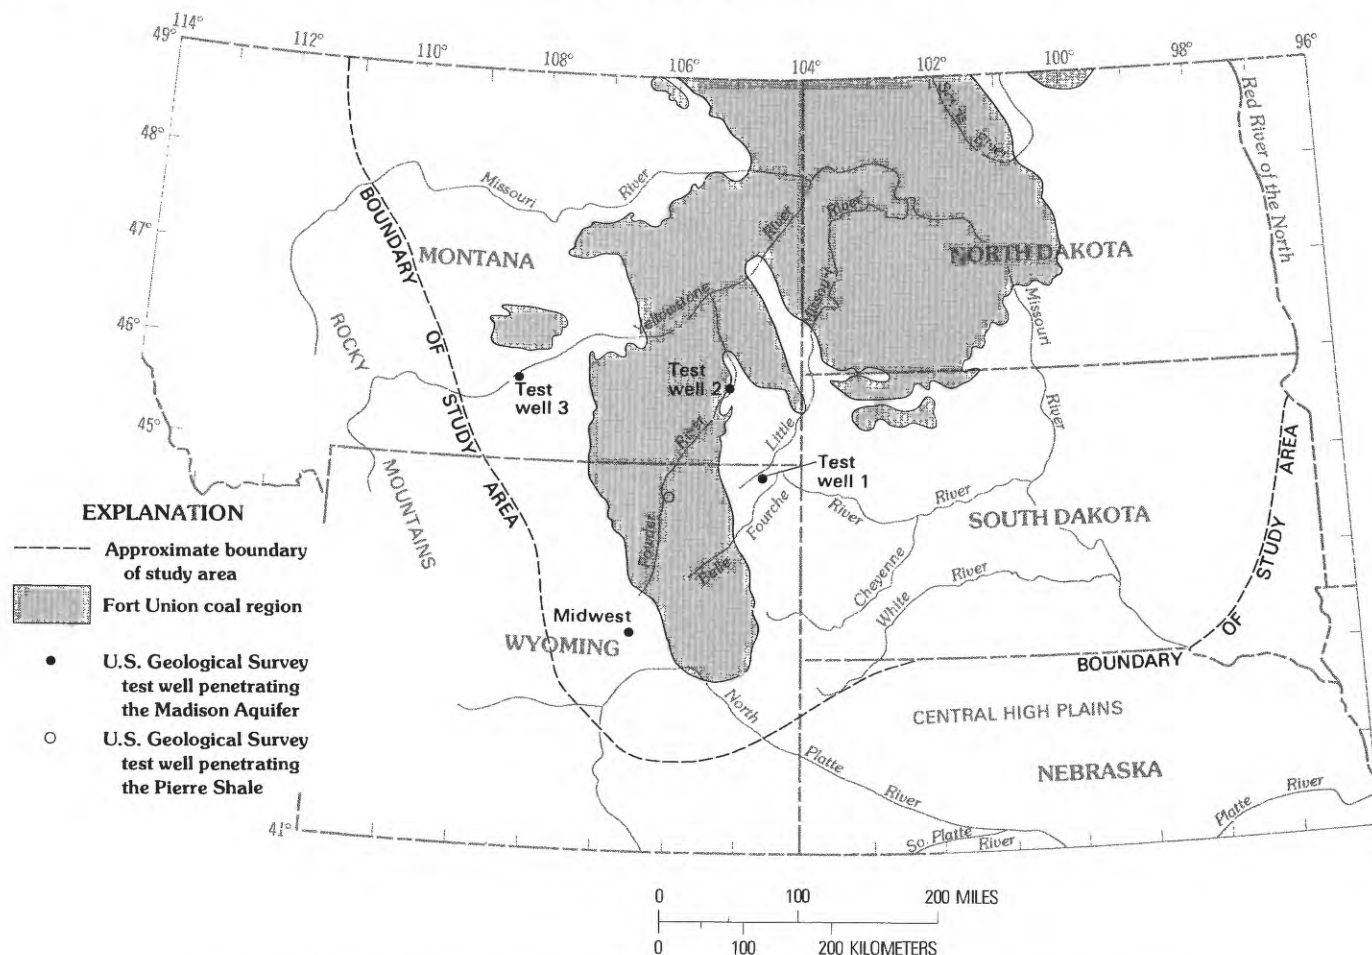 114°
112°
110°
108°
106°
104°
102°
100°
98°
96°
49°
48°
47°
46°
45°
41°
Missouri
River
BOUNDARY
OF
STUDY
AREA
MONTANA
ROCKY
MOUNTAINS
Yellowstone
River
Missouri
River
River
NORTH DAKOTA
Missouri
River
Red River of the North
Test
well 3
Test
well 2
Test
well 1
Little
River
Powder
Belle
Fourche
River
River
Cheyenne
White
River
SOUTH DAKOTA
BOUNDARY
OF
STUDY
AREA
Midwest
WYOMING
North
Platte
River
CENTRAL HIGH PLAINS
NEBRASKA
So. Platte
River
Platte
River
EXPLANATION
Approximate boundary
of study area
Fort Union coal region
U.S. Geological Survey
test well penetrating
the Madison Aquifer
U.S. Geological Survey
test well penetrating
the Pierre Shale
0 100 200 MILES
0 100 200 KILOMETERS